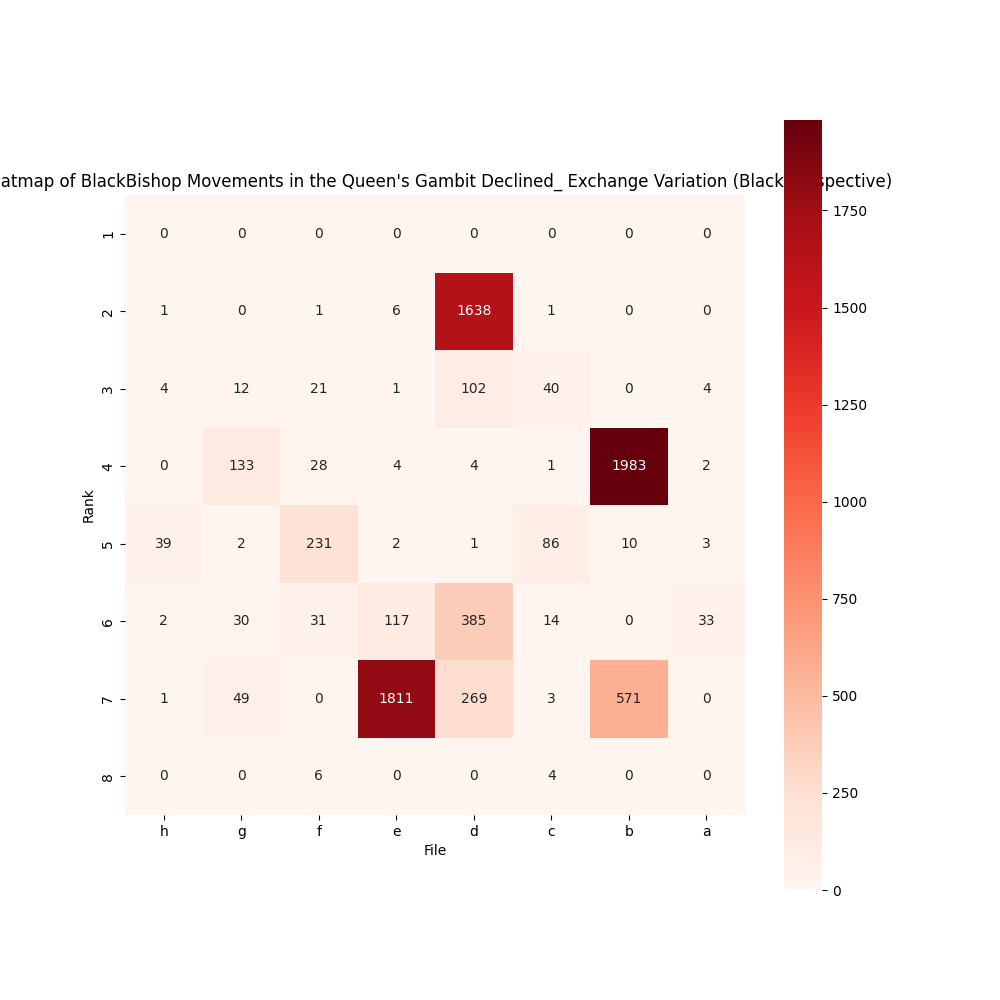 atmap of BlackBishop Movements in the Queen's Gambit Declined_ Exchange Variation (Black spective)
1 0 0 0 0 0 0 0 0
2 1 0 1 6 1638 1 0 0
3 4 12 21 1 102 40 0 4
4 0 133 28 4 4 1 1983 2
Rank
5 39 2 231 2 1 86 10 3
6 2 30 31 117 385 14 0 33
7 1 49 0 1811 269 3 571 0
8 0 0 6 0 0 4 0 0
h g f e d c b a
File
1750
1500
1250
1000
750
500
250
0